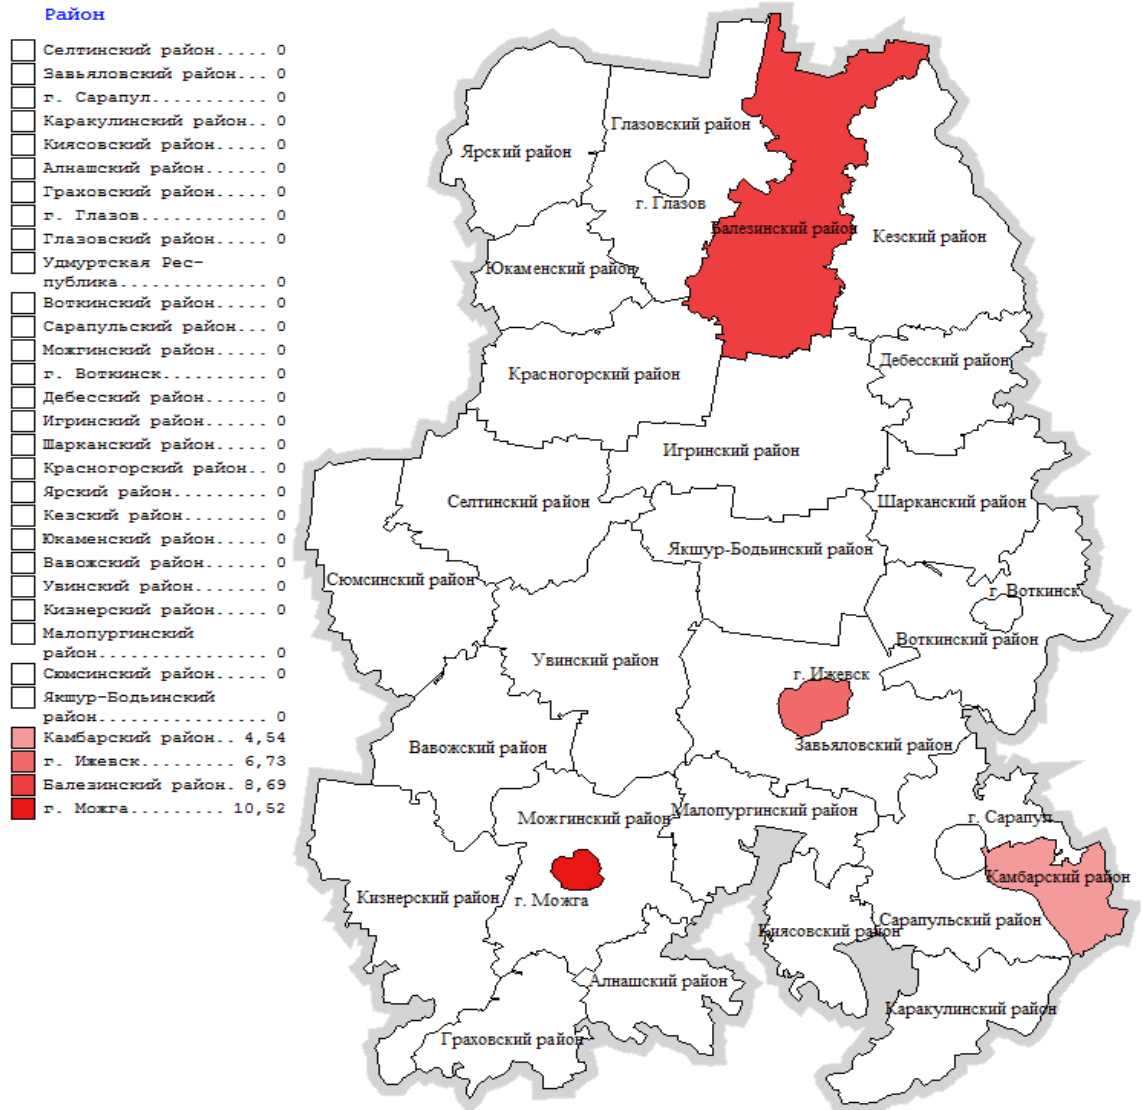 Район
Селтинский район..... 0
Завьяловский район... 0
г. Сарапул........... 0
Каракулинский район.. 0
Киясовский район..... 0
Алнашский район...... 0
Граховский район..... 0
г. Глазов............ 0
Глазовский район..... 0
Удмуртская Рес-
публика.............. 0
Воткинский район..... 0
Сарапульский район... 0
Можгинский район..... 0
г. Воткинск.......... 0
Дебесский район...... 0
Игринский район...... 0
Шарканский район..... 0
Красногорский район.. 0
Ярский район......... 0
Кезский район........ 0
Юкаменский район..... 0
Вавожский район...... 0
Увинский район....... 0
Кизнерский район..... 0
Малопургинский
район................ 0
Сюмсинский район..... 0
Якшур-Бодьинский
район................ 0
Камбарский район.. 4,54
г. Ижевск......... 6,73
Балезинский район. 8,69
г. Можга......... 10,52
Глазовский район
Ярский район
г. Глазов
Балезинский район
Кезский район
Юкаменский район
Дебесский район
Красногорский район
Игринский район
Селтинский район
Шарканский район
Якшур-Бодьинский район
Сюмсинский район
г. Воткинск
Воткинский район
Увинский район
г. Ижевск
Вавожский район
Завьяловский район
Малопургинский район
Можгинский район
г. Сарапул
Камбарский район
Кизнерский район
г. Можга
Сарапульский район
Киясовский район
Алнашский район
Каракулинский район
Граховский район